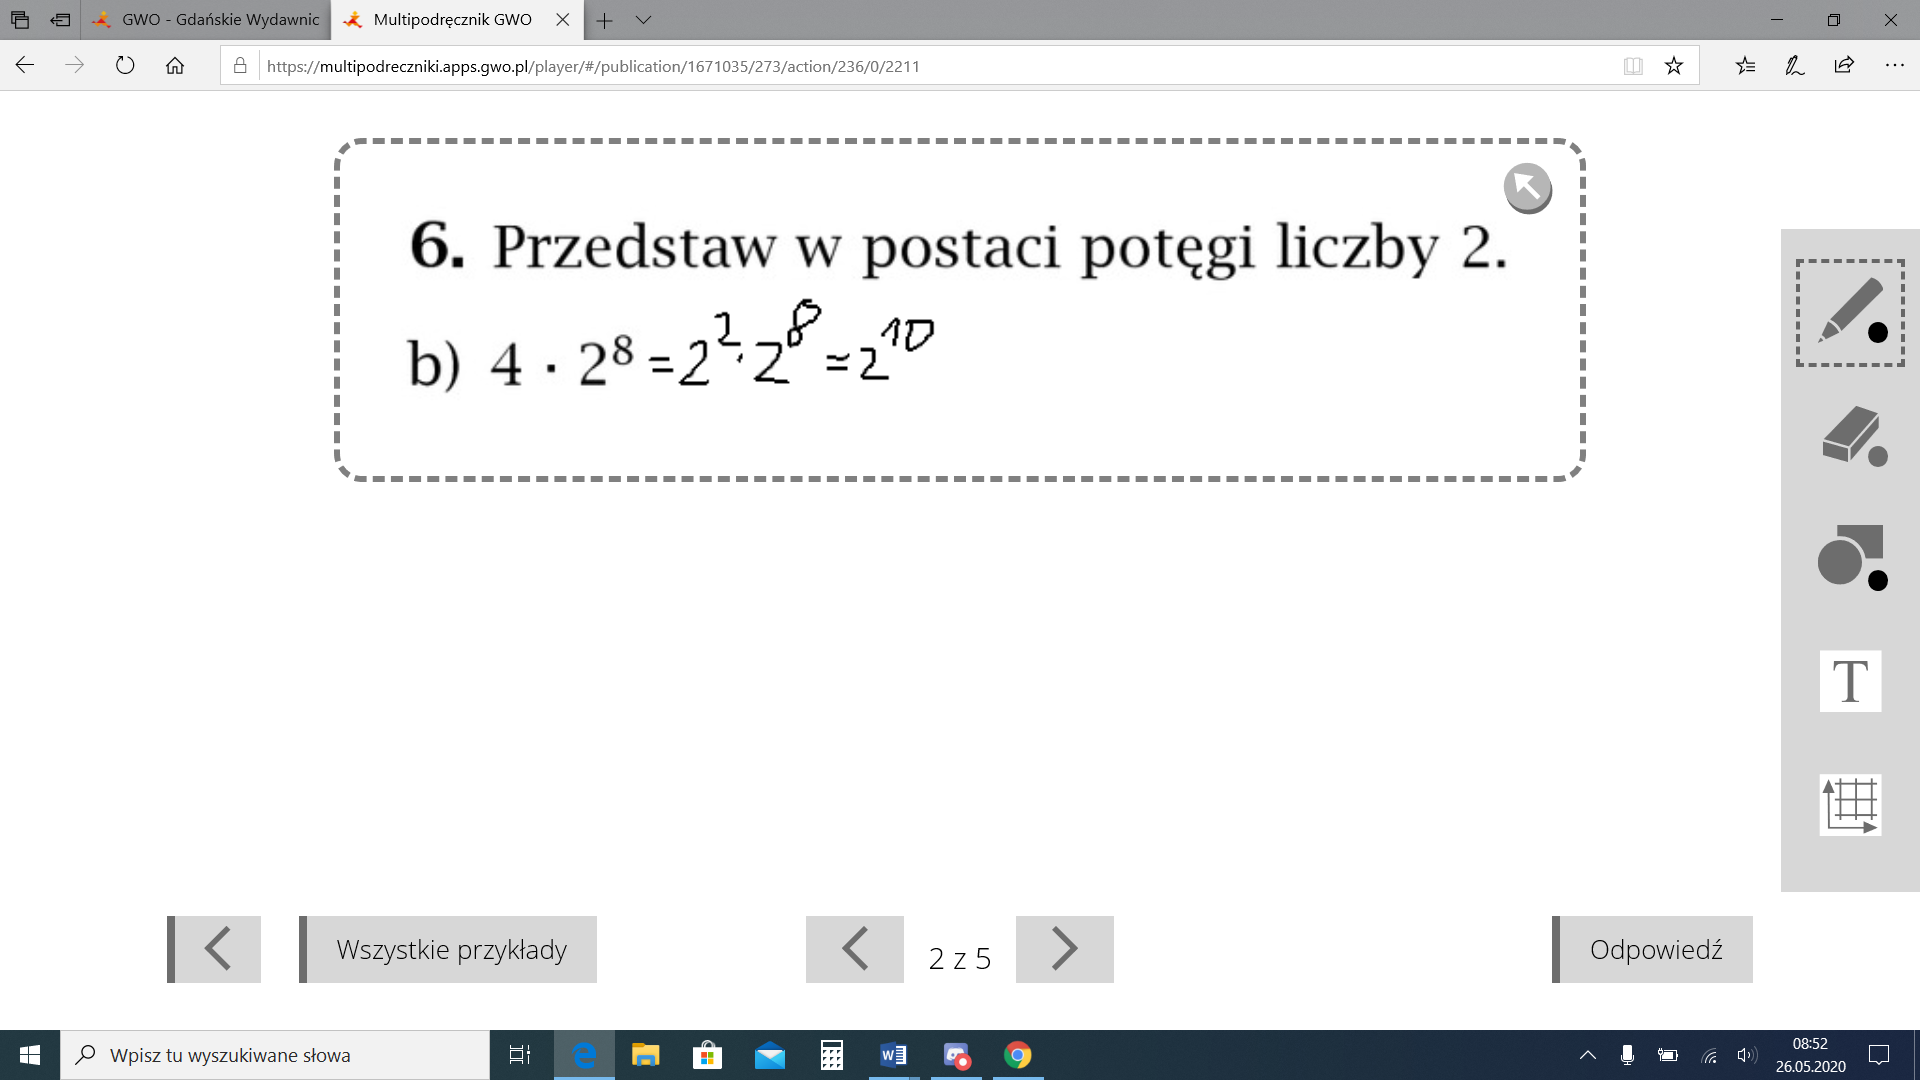 GWO - Gdańskie Wydawnic
Multipodręcznik GWO
https://multipodreczniki.apps.gwo.pl/player/#/publication/1671035/273/action/236/0/2211
6. Przedstaw w postaci potęgi liczby 2.
b) 4 · 2⁸ = 2² · 2⁸ = 2¹⁰
T
Wszystkie przykłady
2 z 5
Odpowiedź
Wpisz tu wyszukiwane słowa
08:52
26.05.2020